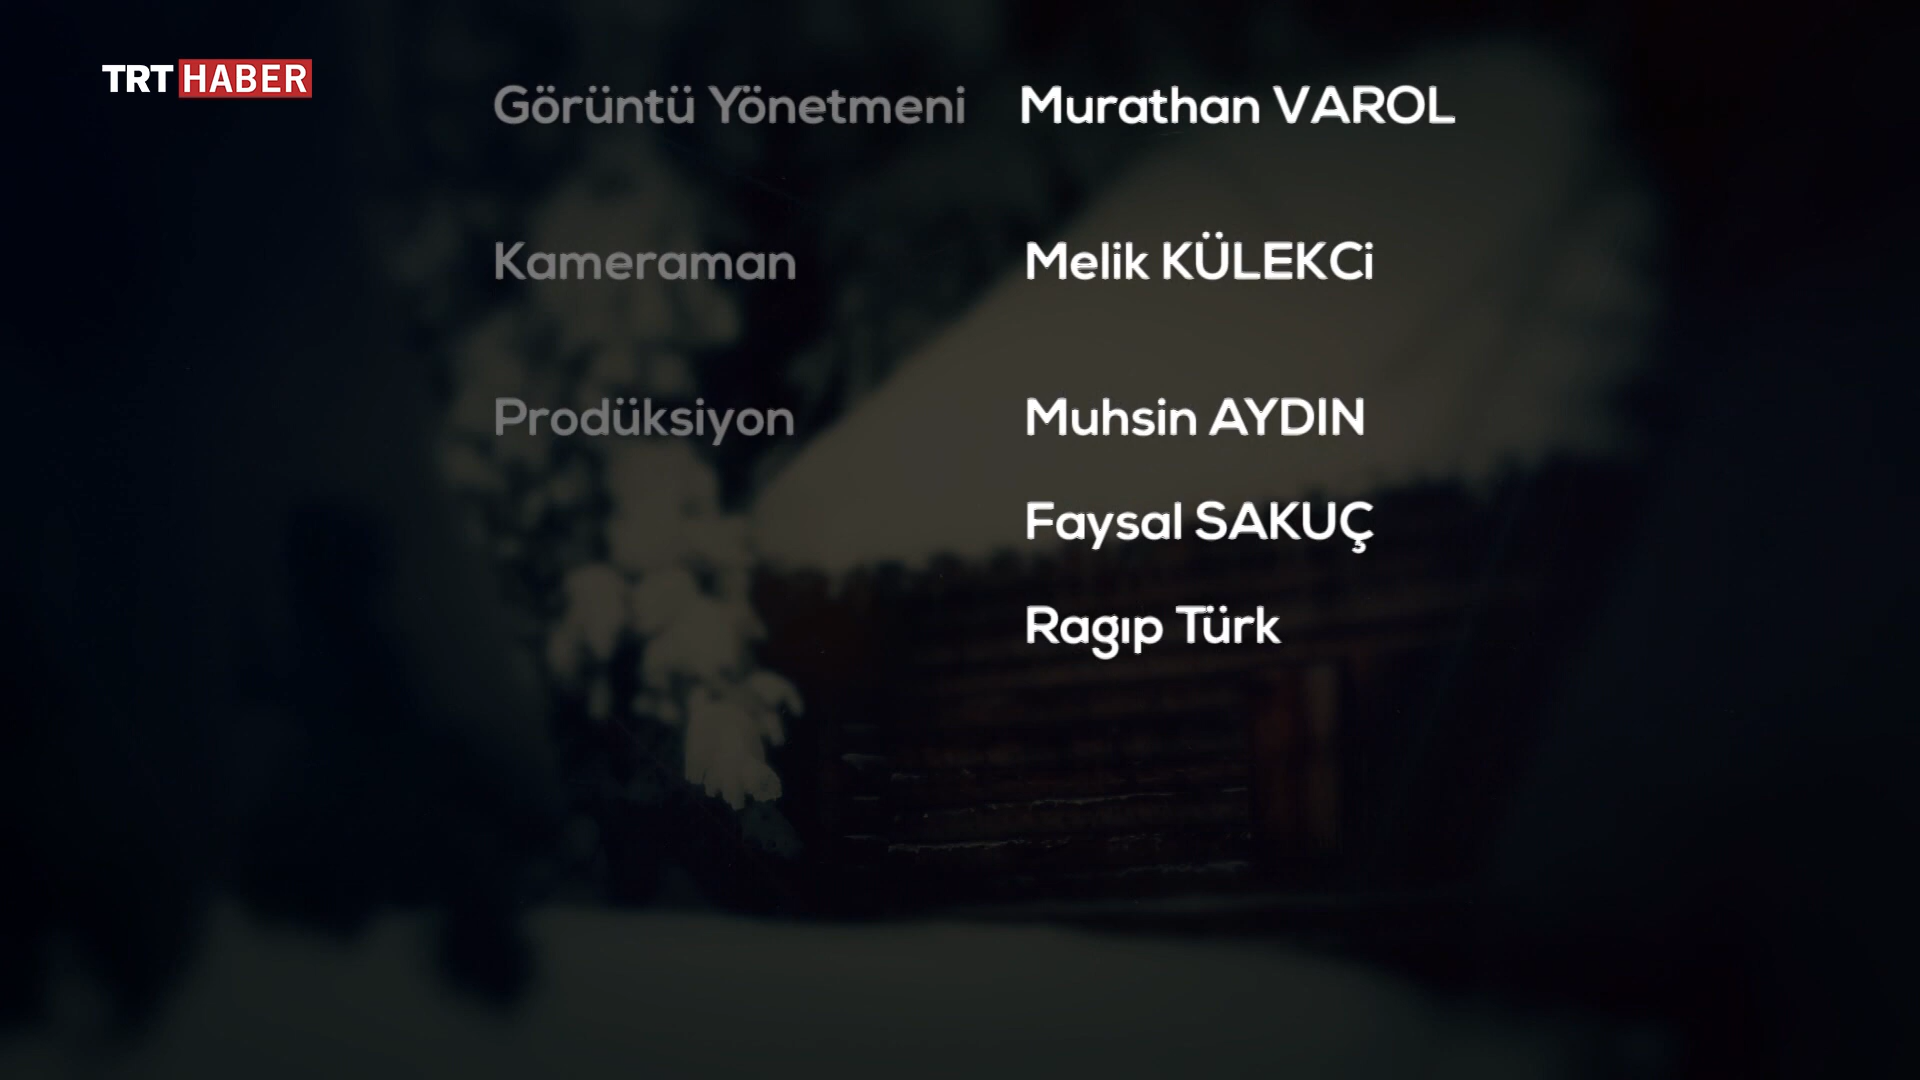 TRT HABER
Görüntü Yönetmeni Murathan VAROL
Kameraman Melik KÜLEKCi
Prodüksiyon Muhsin AYDIN
Faysal SAKUÇ
Ragıp Türk